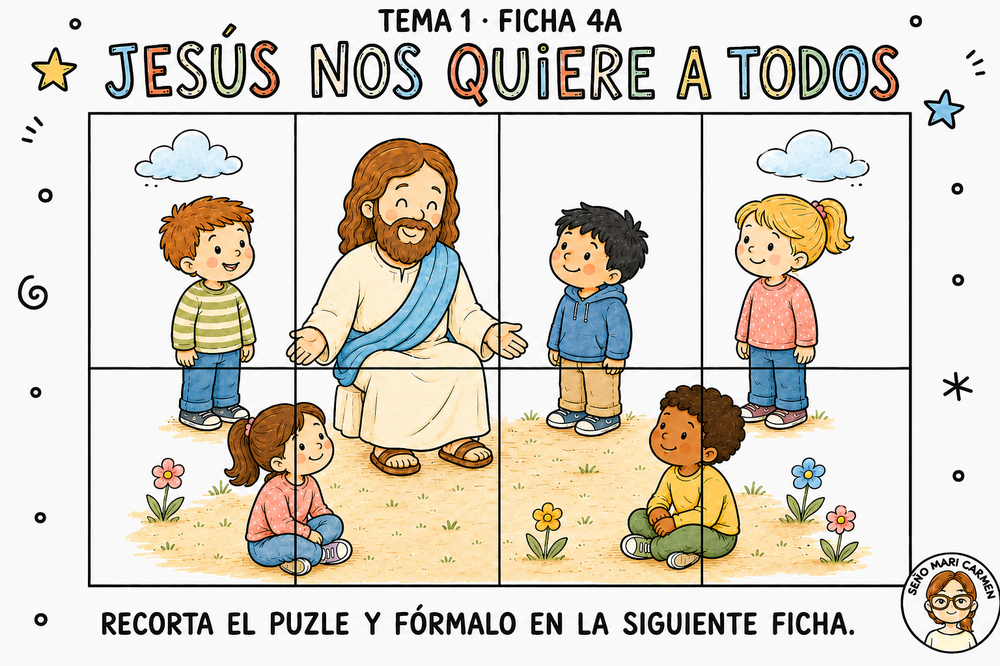 TEMA 1 · FICHA 4A
JESÚS NOS QUiERE A TODOS
RECORTA EL PUZLE Y FÓRMALO EN LA SIGUIENTE FICHA.
SEÑO MARI CARMEN